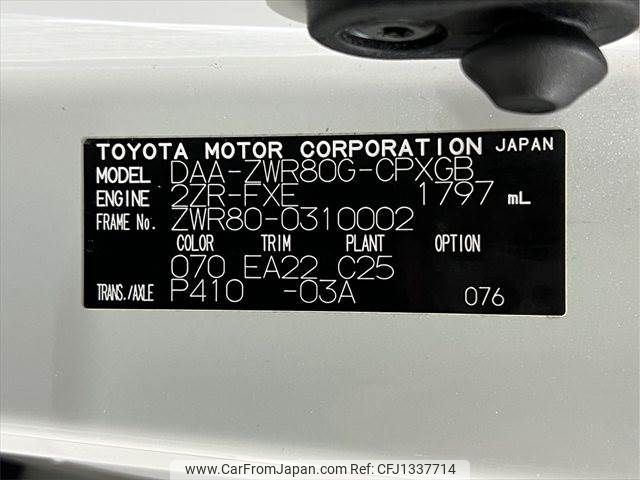 TOYOTA MOTOR CORPORATION JAPAN
MODEL DAA-ZWR80G-CPXGB
ENGINE 2ZR-FXE 1797 mL
FRAME No. ZWR80-0310002
COLOR TRIM PLANT OPTION
070 EA22 C25
TRANS./AXLE P410 -03A 076
www.CarFromJapan.com - CFJ1337714